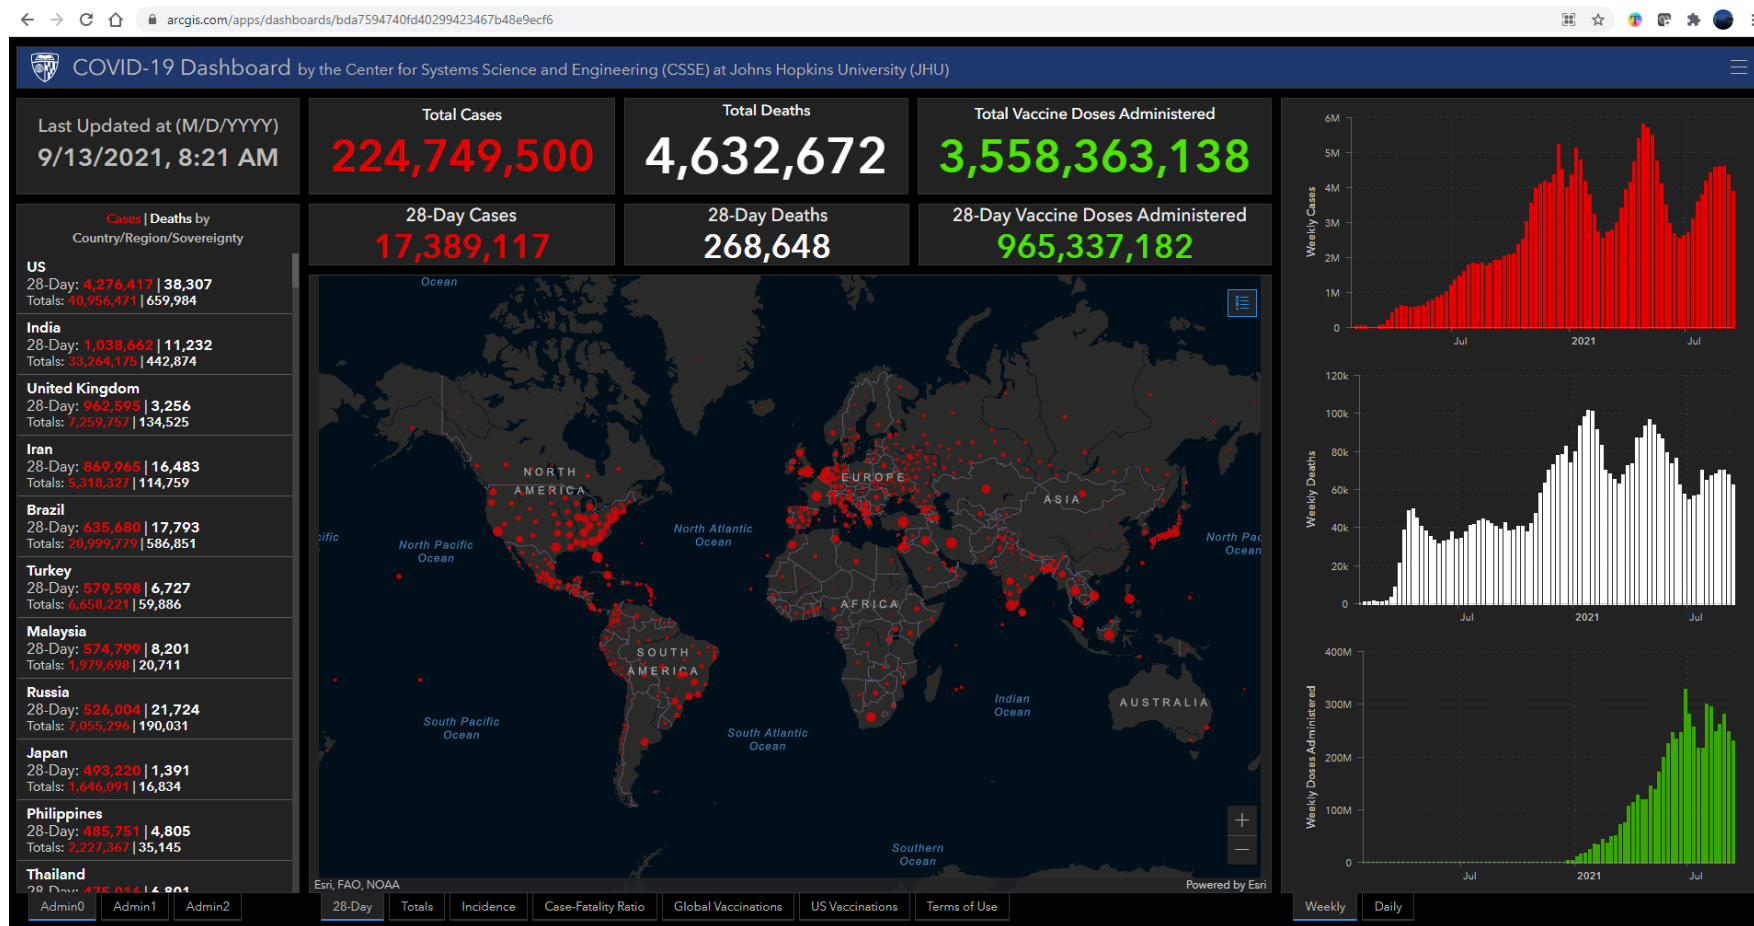 arcgis.com/apps/dashboards/bda7594740fd40299423467b48e9ecf6
COVID-19 Dashboard by the Center for Systems Science and Engineering (CSSE) at Johns Hopkins University (JHU)
Last Updated at (M/D/YYYY)
9/13/2021, 8:21 AM
Total Cases
224,749,500
Total Deaths
4,632,672
Total Vaccine Doses Administered
3,558,363,138
28-Day Cases
17,389,117
28-Day Deaths
268,648
28-Day Vaccine Doses Administered
965,337,182
Cases | Deaths by
Country/Region/Sovereignty
US
28-Day: 4,276,417 | 38,307
Totals: 40,956,471 | 659,984
India
28-Day: 1,038,662 | 11,232
Totals: 33,264,175 | 442,874
United Kingdom
28-Day: 962,595 | 3,256
Totals: 7,259,757 | 134,525
Iran
28-Day: 869,965 | 16,483
Totals: 5,318,327 | 114,759
Brazil
28-Day: 635,680 | 17,793
Totals: 20,999,779 | 586,851
Turkey
28-Day: 579,598 | 6,727
Totals: 6,658,221 | 59,886
Malaysia
28-Day: 574,799 | 8,201
Totals: 1,979,698 | 20,711
Russia
28-Day: 526,004 | 21,724
Totals: 7,055,296 | 190,031
Japan
28-Day: 493,220 | 1,391
Totals: 1,646,091 | 16,834
Philippines
28-Day: 485,751 | 4,805
Totals: 2,227,367 | 35,145
Thailand
28-Day: 475,016 | 6,801
Admin0
Admin1
Admin2
Ocean
NORTH
AMERICA
EUROPE
ASIA
North Atlantic
Ocean
ific
North Pacific
Ocean
North Pac
Ocean
AFRICA
SOUTH
AMERICA
Indian
Ocean
AUSTRALIA
South Pacific
Ocean
South Atlantic
Ocean
Southern
Ocean
Esri, FAO, NOAA
Powered by Esri
28-Day
Totals
Incidence
Case-Fatality Ratio
Global Vaccinations
US Vaccinations
Terms of Use
Weekly Cases
6M
5M
4M
3M
2M
1M
0
Jul
2021
Jul
Weekly Deaths
120k
100k
80k
60k
40k
20k
0
Jul
2021
Jul
Weekly Doses Administered
400M
300M
200M
100M
0
Jul
2021
Jul
Weekly
Daily